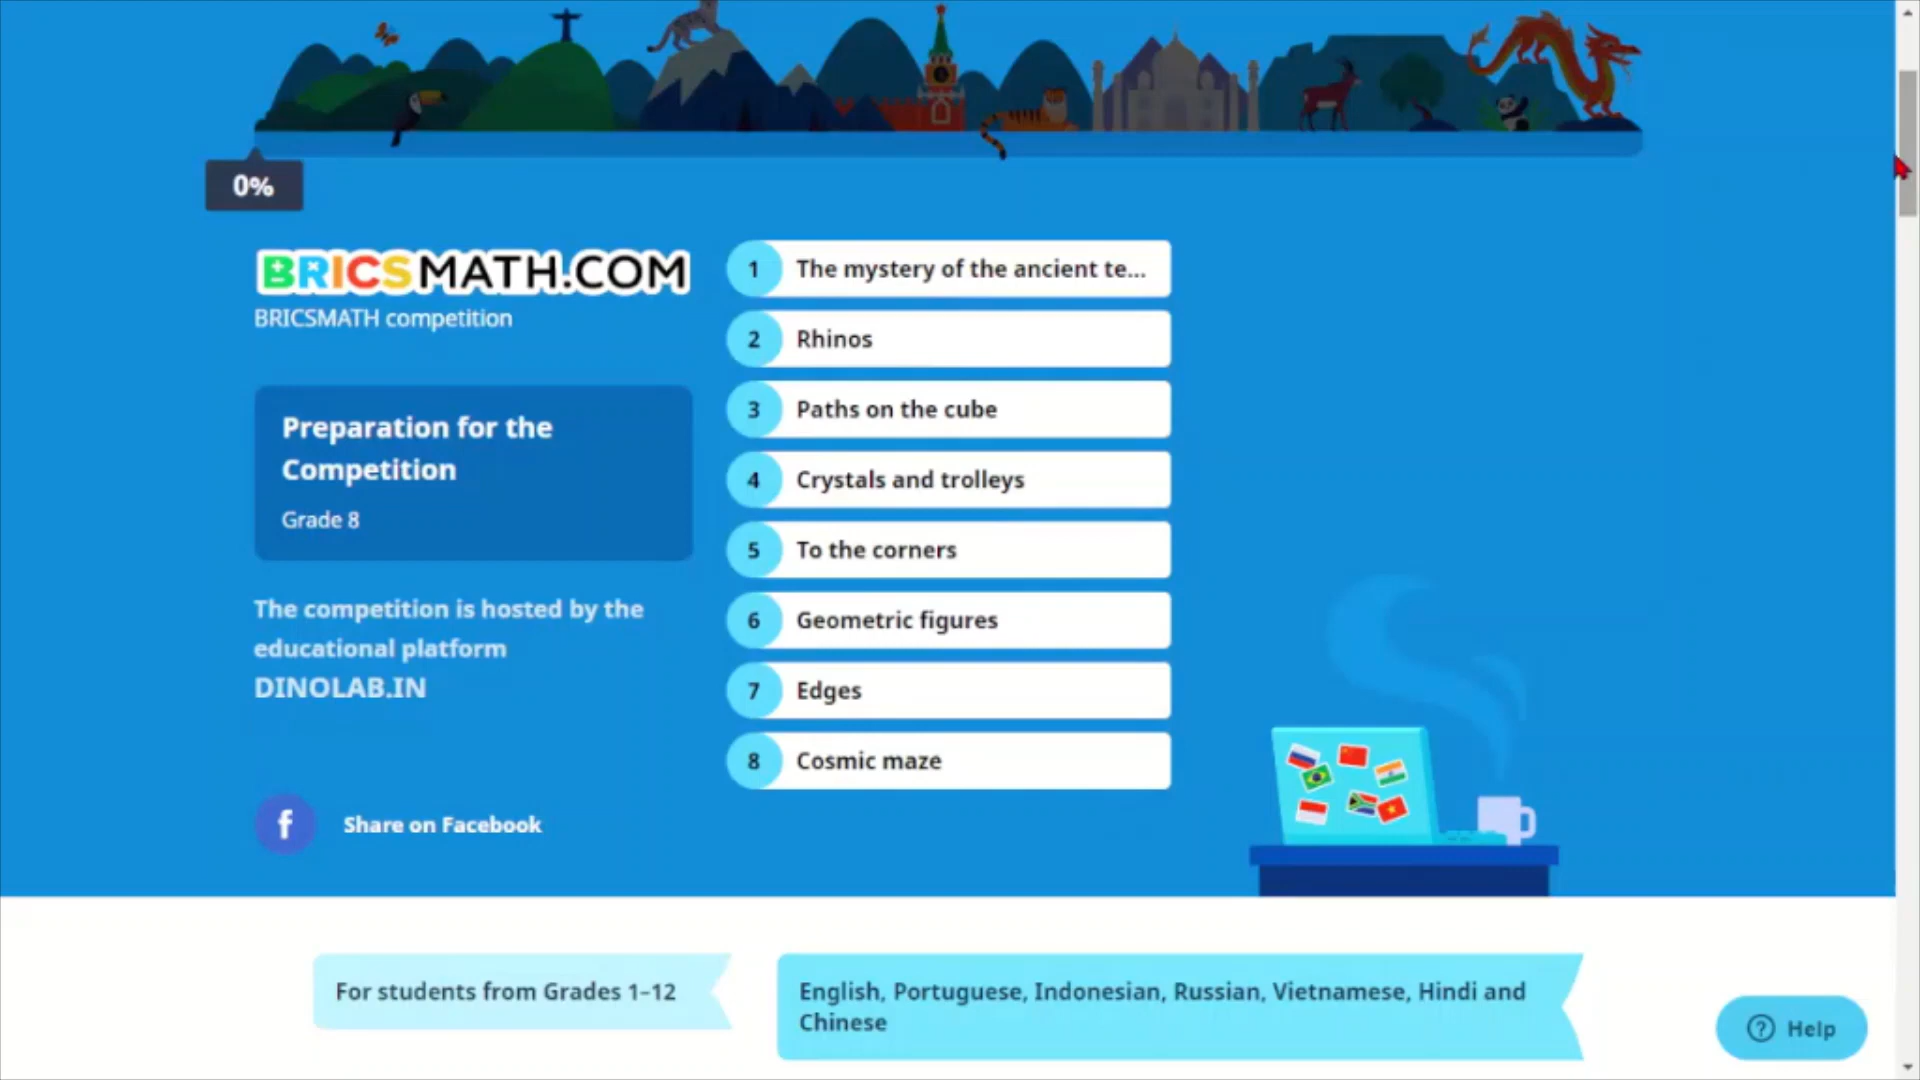 0%
BRICSMATH.COM
BRICSMATH competition
Preparation for the
Competition
Grade 8
The competition is hosted by the
educational platform
DINOLAB.IN
f Share on Facebook
1 The mystery of the ancient te...
2 Rhinos
3 Paths on the cube
4 Crystals and trolleys
5 To the corners
6 Geometric figures
7 Edges
8 Cosmic maze
For students from Grades 1–12
English, Portuguese, Indonesian, Russian, Vietnamese, Hindi and
Chinese
? Help